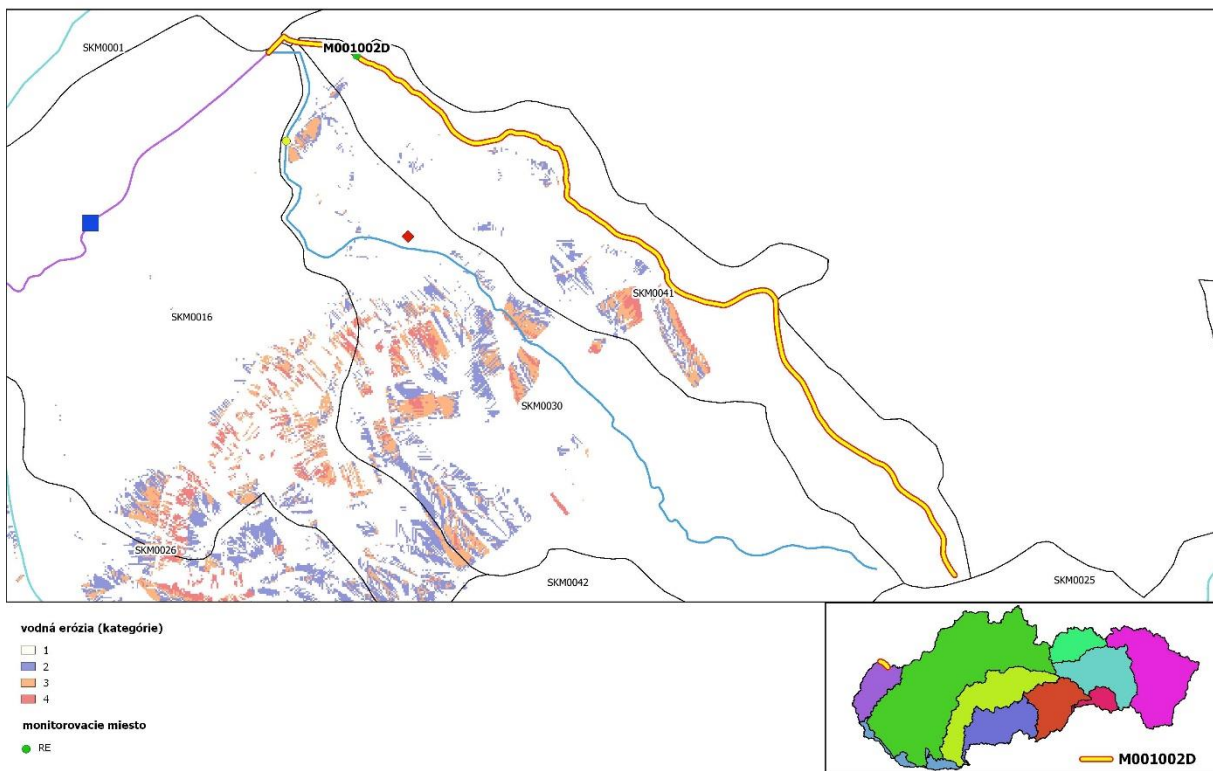 SKM0001
M001002D
SKM0041
SKM0016
SKM0030
SKM0026
SKM0042
SKM0025
vodná erózia (kategórie)
1
2
3
4
monitorovacie miesto
RE
M001002D